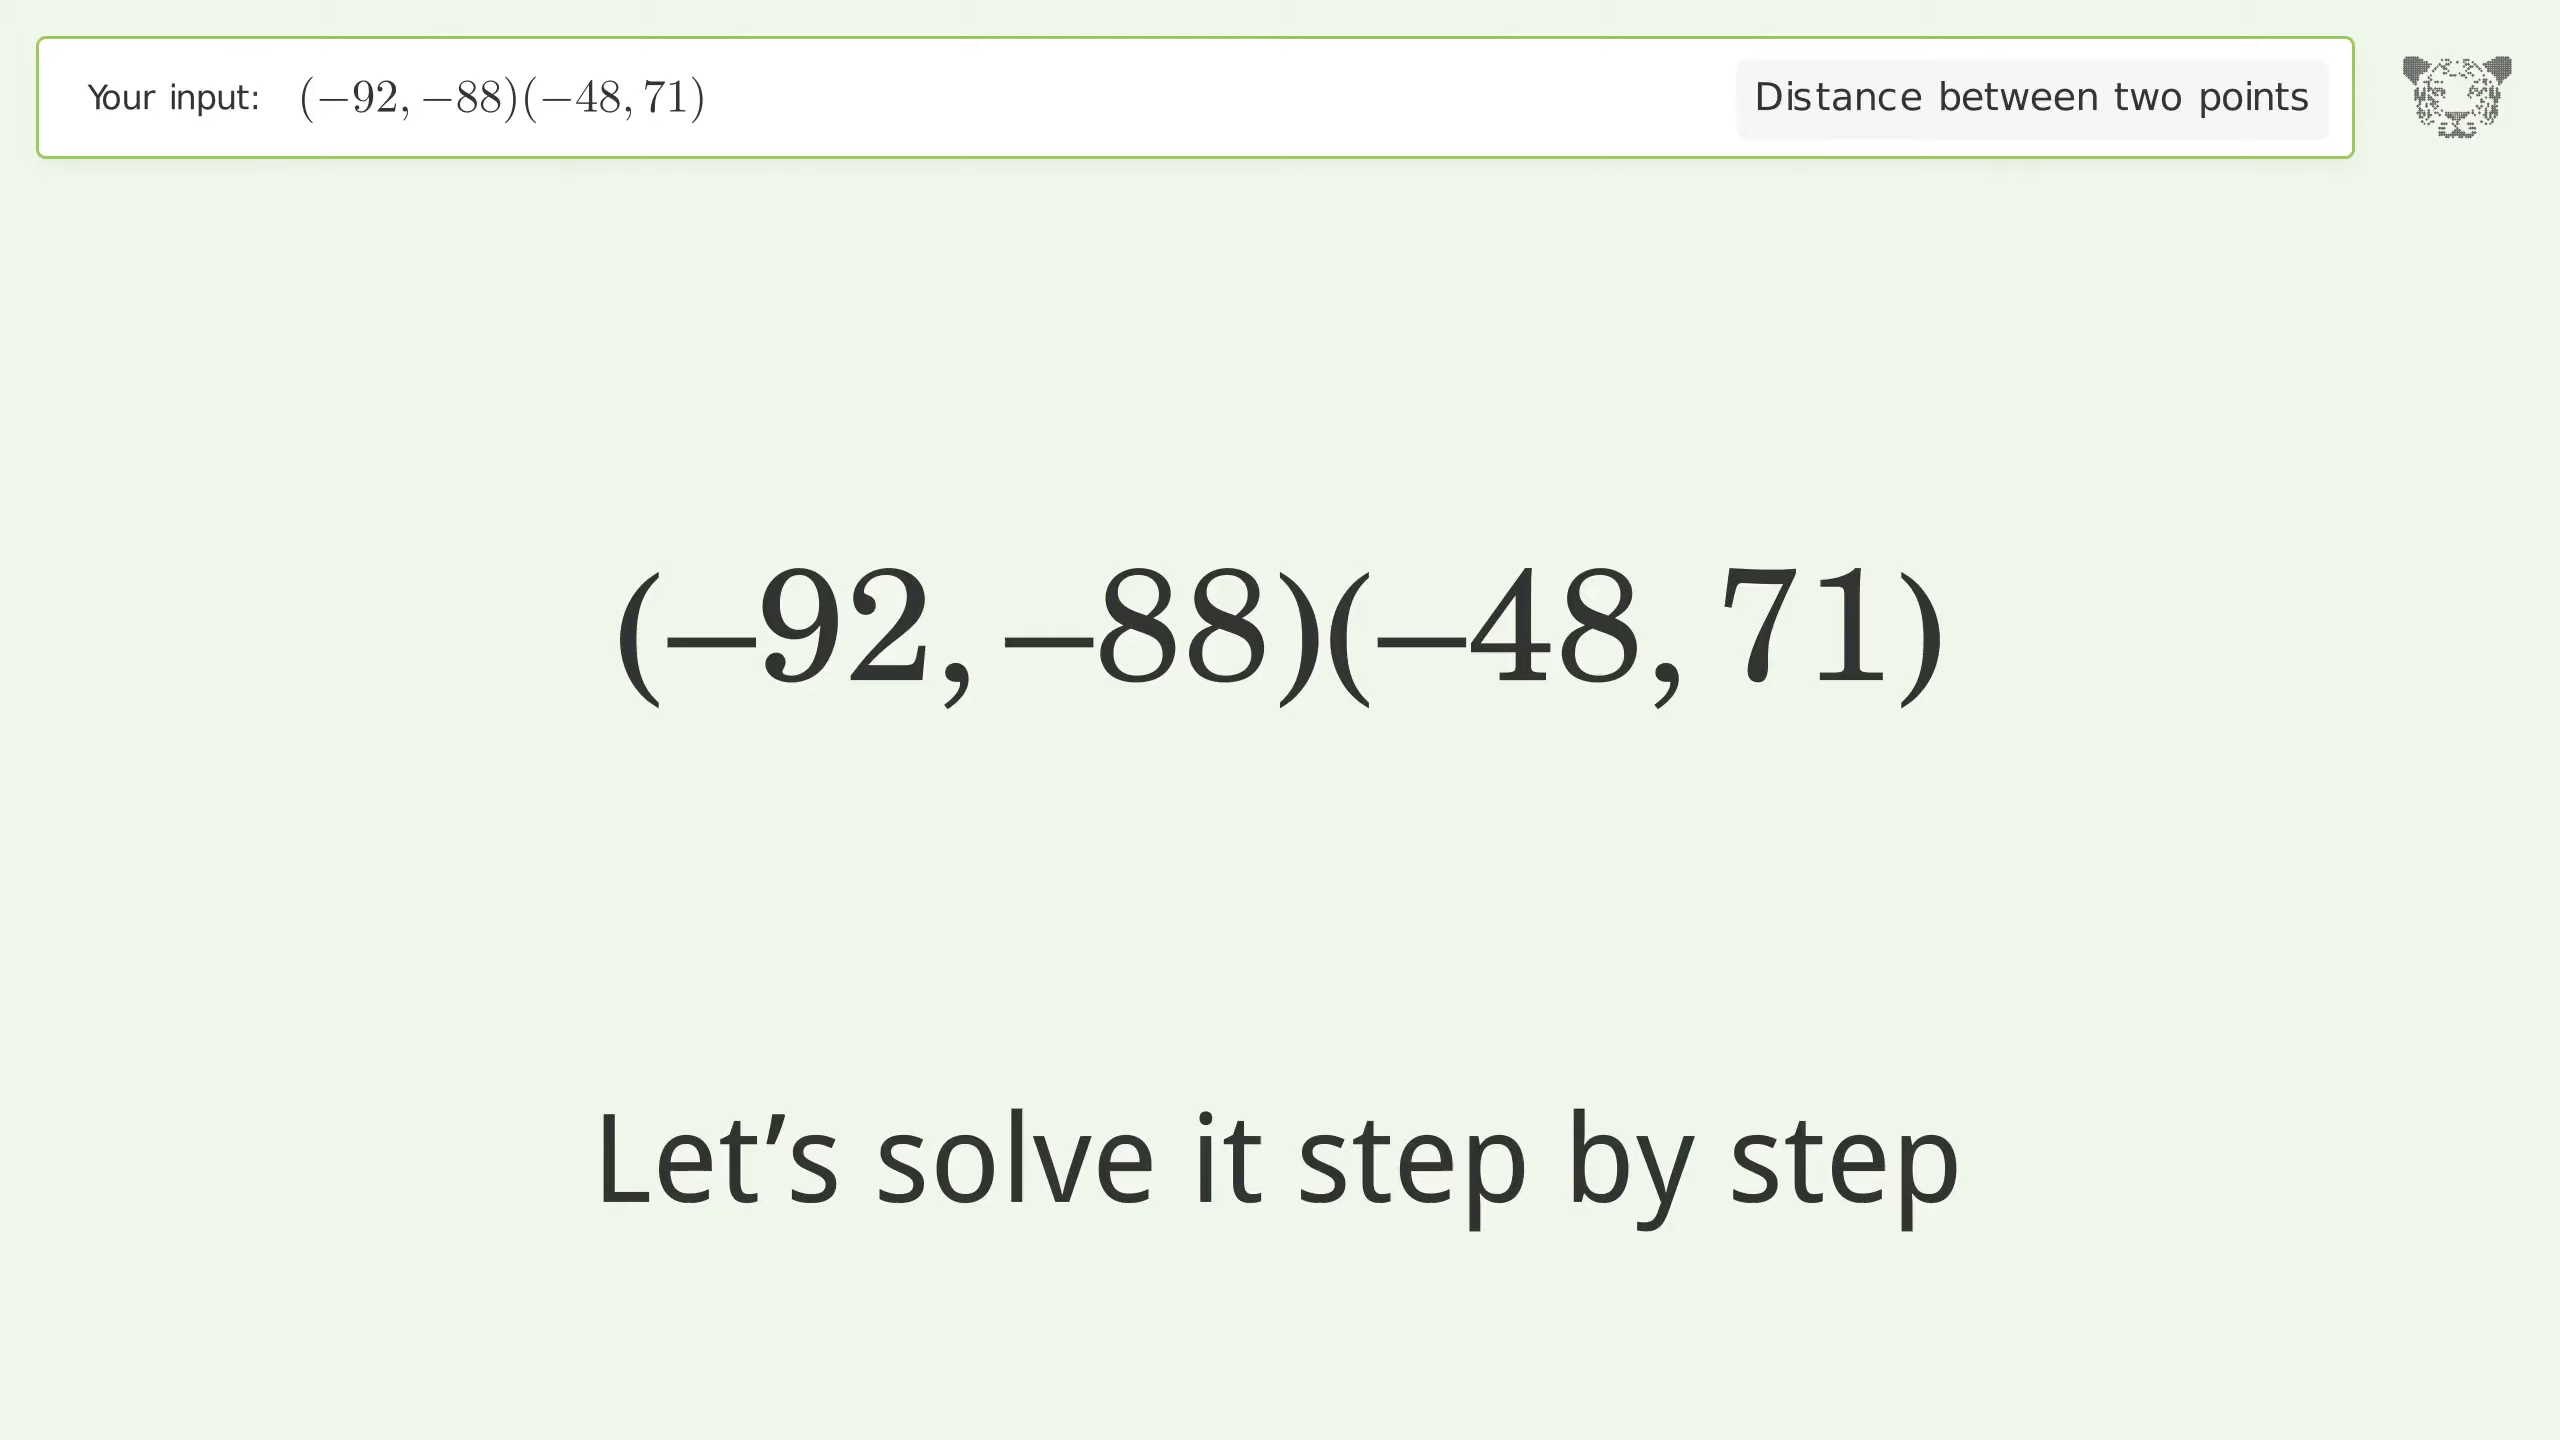 Your input: (−92, −88)(−48, 71)
Distance between two points
(−92, −88)(−48, 71)
Let’s solve it step by step